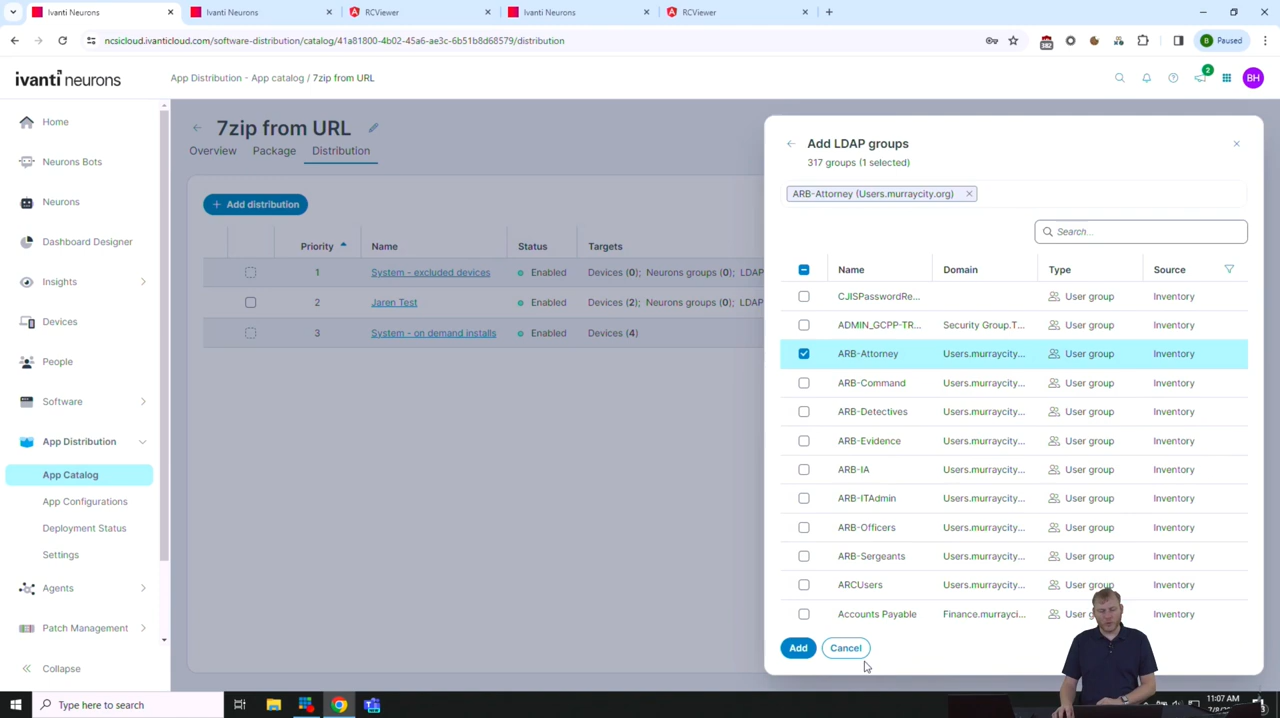 Ivanti Neurons
Ivanti Neurons
RCViewer
Ivanti Neurons
RCViewer
ncsicloud.ivanticloud.com/software-distribution/catalog/41a81800-4b02-45a6-ae3c-6b51b8d68579/distribution
382
B
Paused
ivanti neurons
App Distribution - App catalog / 7zip from URL
2
BH
Home
Neurons Bots
Neurons
Dashboard Designer
Insights
Devices
People
Software
App Distribution
App Catalog
App Configurations
Deployment Status
Settings
Agents
Patch Management
Collapse
7zip from URL
Overview Package Distribution
Add distribution
Priority Name Status Targets
1 System - excluded devices Enabled Devices (0); Neurons groups (0); LDAP
2 Jaren Test Enabled Devices (2); Neurons groups (0); LDAP
3 System - on demand installs Enabled Devices (4)
Add LDAP groups
317 groups (1 selected)
ARB-Attorney (Users.murraycity.org)
Search...
Name Domain Type Source
CJISPasswordRe... User group Inventory
ADMIN_GCPP-TR... Security Group.T... User group Inventory
ARB-Attorney Users.murraycity... User group Inventory
ARB-Command Users.murraycity... User group Inventory
ARB-Detectives Users.murraycity... User group Inventory
ARB-Evidence Users.murraycity... User group Inventory
ARB-IA Users.murraycity... User group Inventory
ARB-ITAdmin Users.murraycity... User group Inventory
ARB-Officers Users.murraycity... User group Inventory
ARB-Sergeants Users.murraycity... User group Inventory
ARCUsers Users.murraycity... User group Inventory
Accounts Payable Finance.murrayci... User Inventory
Add Cancel
Type here to search
11:07 AM